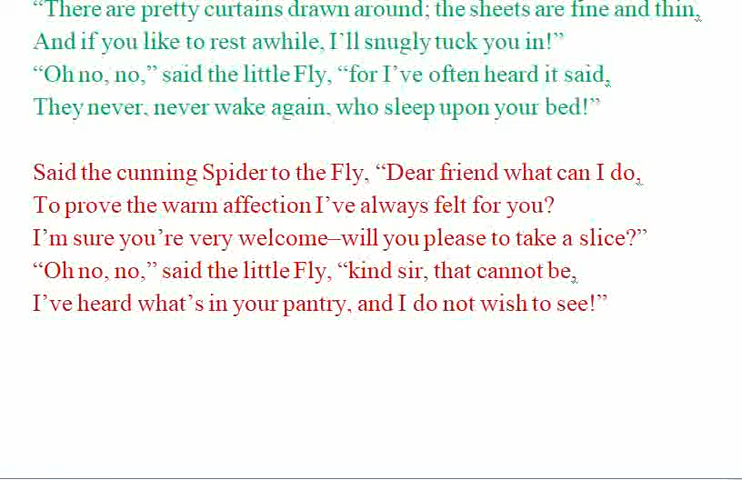 “There are pretty curtains drawn around; the sheets are fine and thin,
And if you like to rest awhile, I’ll snugly tuck you in!”
“Oh no, no,” said the little Fly, “for I’ve often heard it said,
They never, never wake again, who sleep upon your bed!”
Said the cunning Spider to the Fly, “Dear friend what can I do,
To prove the warm affection I’ve always felt for you?
I’m sure you’re very welcome–will you please to take a slice?”
“Oh no, no,” said the little Fly, “kind sir, that cannot be,
I’ve heard what’s in your pantry, and I do not wish to see!”